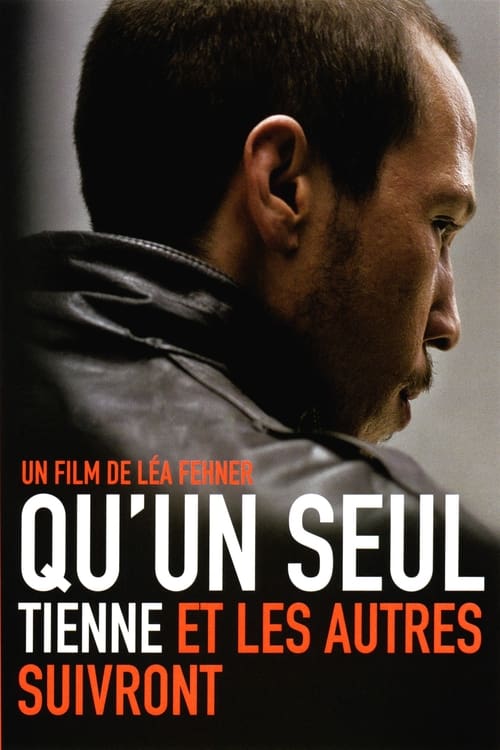 UN FILM DE LÉA FEHNER
QU'UN SEUL
TIENNE ET LES AUTRES
SUIVRONT